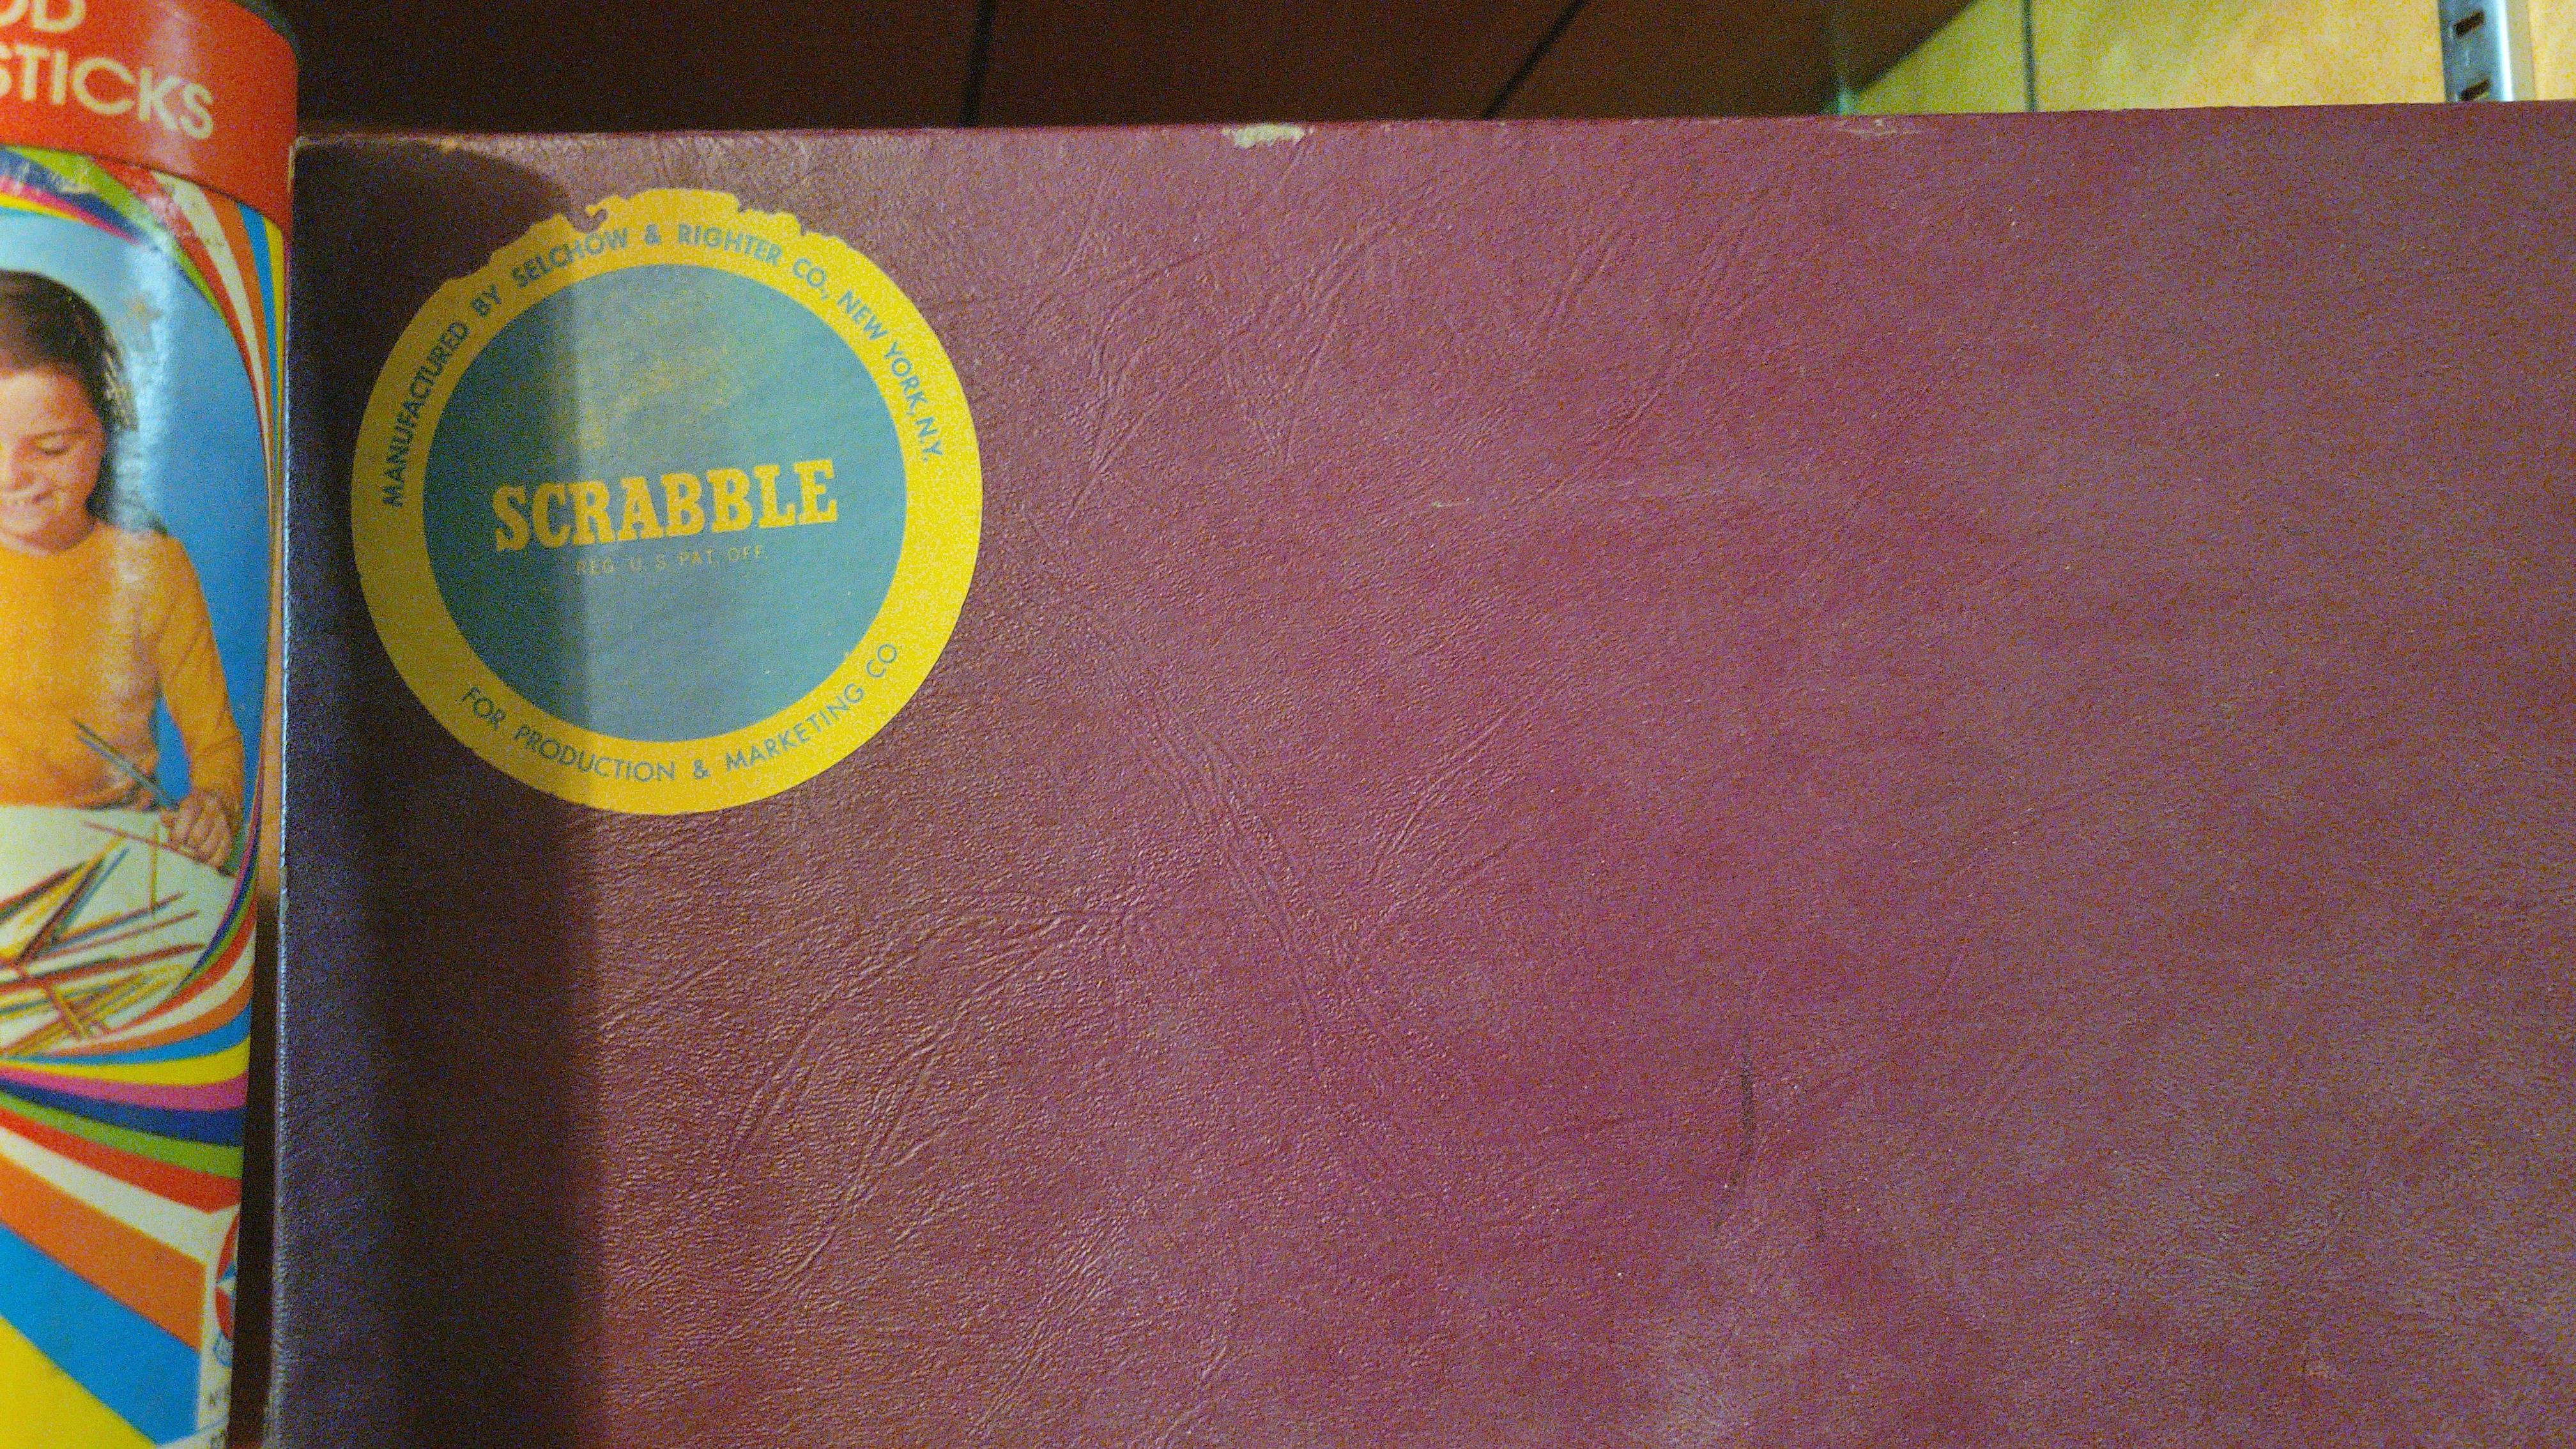 STICKS
MANUFACTURED BY SELCHOW & RIGHTER CO., NEW YORK, N.Y.
SCRABBLE
REG. U. S. PAT. OFF.
FOR PRODUCTION & MARKETING CO.